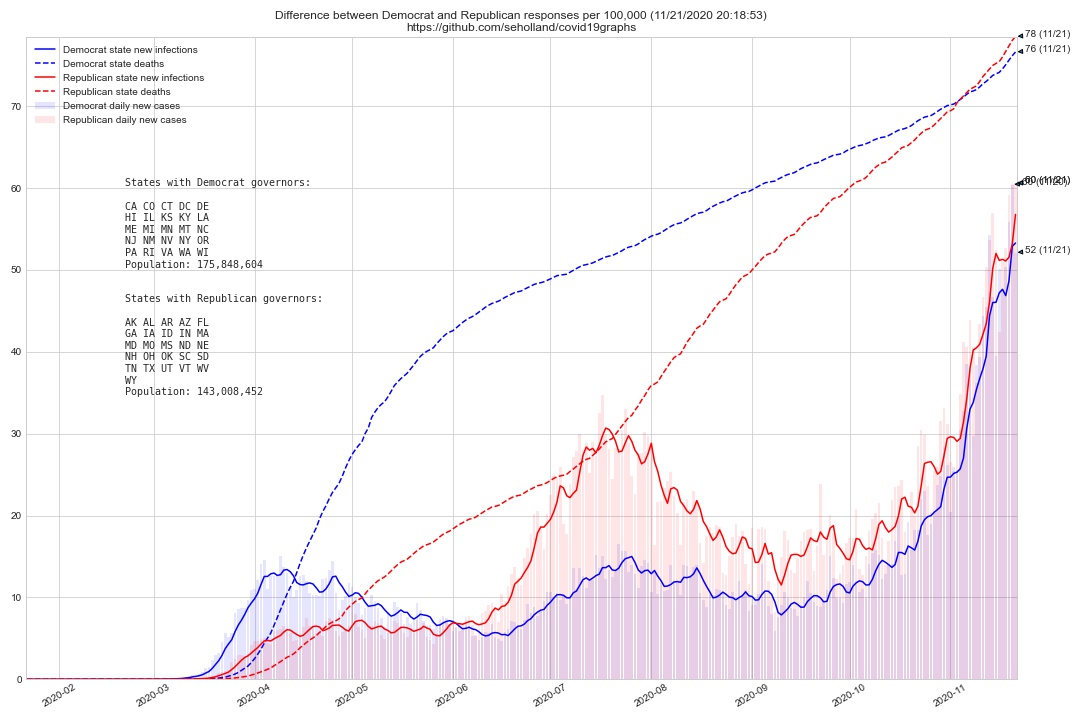 Difference between Democrat and Republican responses per 100,000 (11/21/2020 20:18:53)
https://github.com/seholland/covid19graphs
Democrat state new infections
Democrat state deaths
Republican state new infections
Republican state deaths
Democrat daily new cases
Republican daily new cases
78 (11/21)
76 (11/21)
60 (11/21)
52 (11/21)
States with Democrat governors:
CA CO CT DC DE
HI IL KS KY LA
ME MI MN MT NC
NJ NM NV NY OR
PA RI VA WA WI
Population: 175,848,604
States with Republican governors:
AK AL AR AZ FL
GA IA ID IN MA
MD MO MS ND NE
NH OH OK SC SD
TN TX UT VT WV
WY
Population: 143,008,452
70
60
50
40
30
20
10
0
2020-02
2020-03
2020-04
2020-05
2020-06
2020-07
2020-08
2020-09
2020-10
2020-11